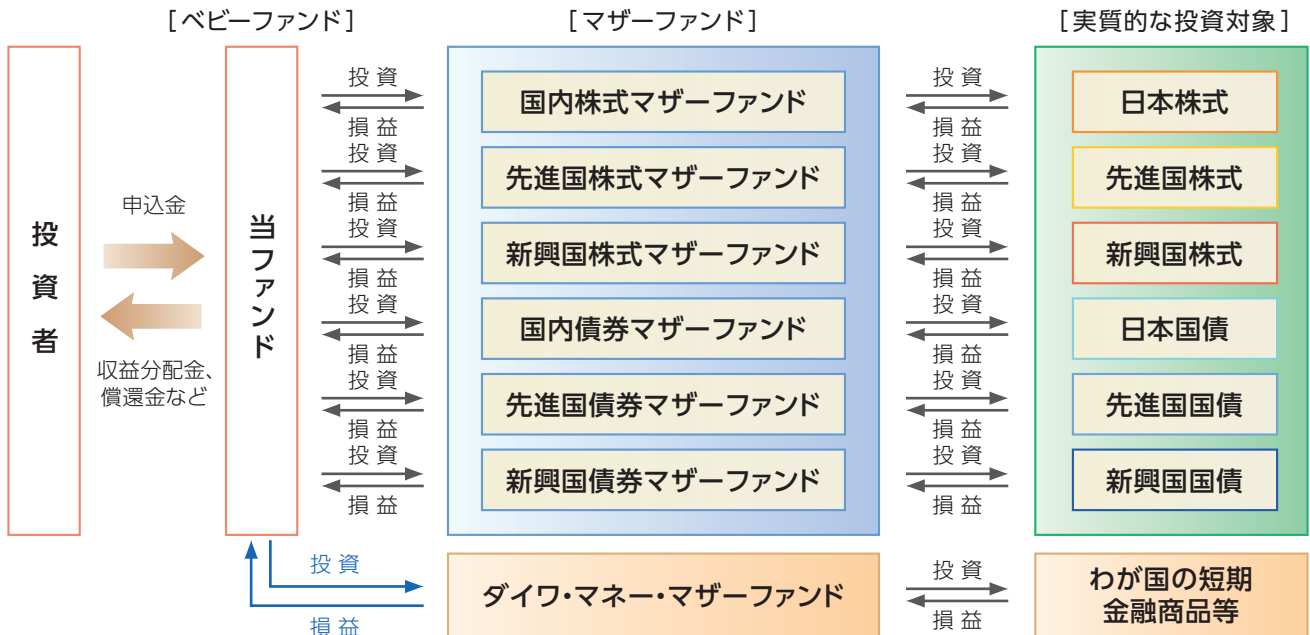 ［ベビーファンド］
［マザーファンド］
［実質的な投資対象］
投資者
申込金
収益分配金、
償還金など
当ファンド
投 資
損 益
投 資
損 益
投 資
損 益
投 資
損 益
投 資
損 益
投 資
損 益
国内株式マザーファンド
先進国株式マザーファンド
新興国株式マザーファンド
国内債券マザーファンド
先進国債券マザーファンド
新興国債券マザーファンド
投 資
損 益
投 資
損 益
投 資
損 益
投 資
損 益
投 資
損 益
投 資
損 益
日本株式
先進国株式
新興国株式
日本国債
先進国国債
新興国国債
投 資
損 益
ダイワ・マネー・マザーファンド
投 資
損 益
わが国の短期
金融商品等